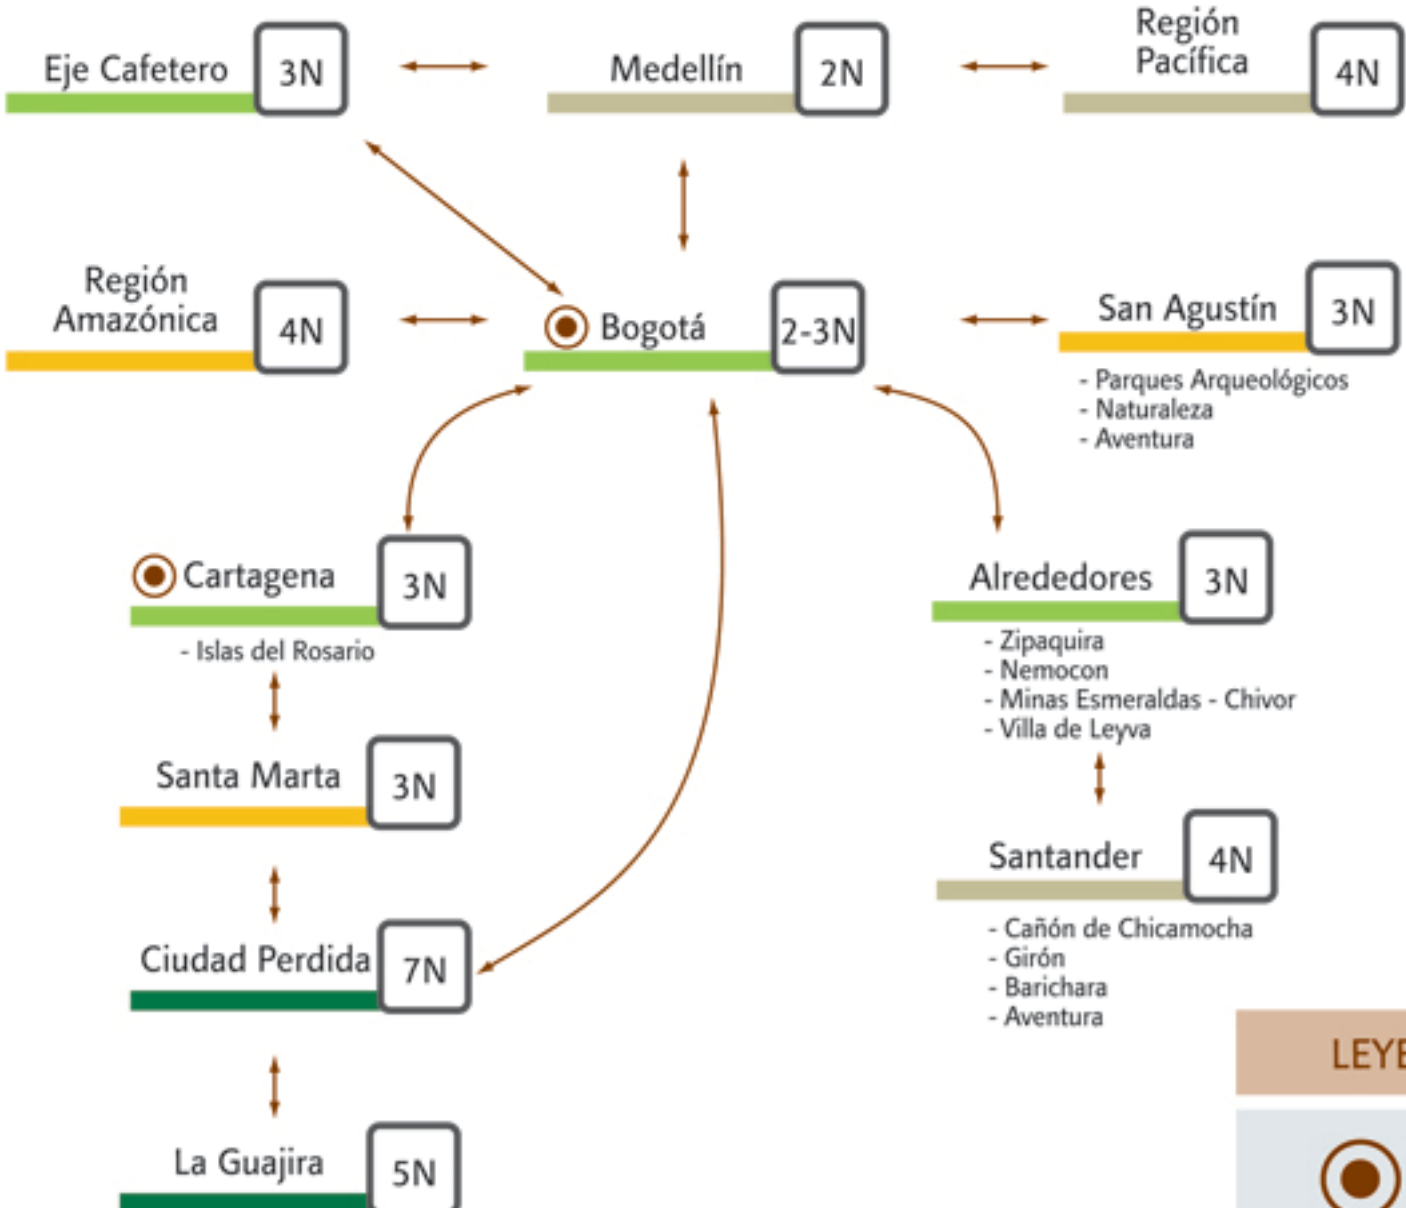 Eje Cafetero
3N
Medellín
2N
Región
Pacífica
4N
Región
Amazónica
4N
Bogotá
2-3N
San Agustín
3N
- Parques Arqueológicos
- Naturaleza
- Aventura
Cartagena
3N
- Islas del Rosario
Alrededores
3N
- Zipaquira
- Nemocon
- Minas Esmeraldas - Chivor
- Villa de Leyva
Santa Marta
3N
Santander
4N
- Cañón de Chicamocha
- Girón
- Barichara
- Aventura
Ciudad Perdida
7N
La Guajira
5N
LEYE